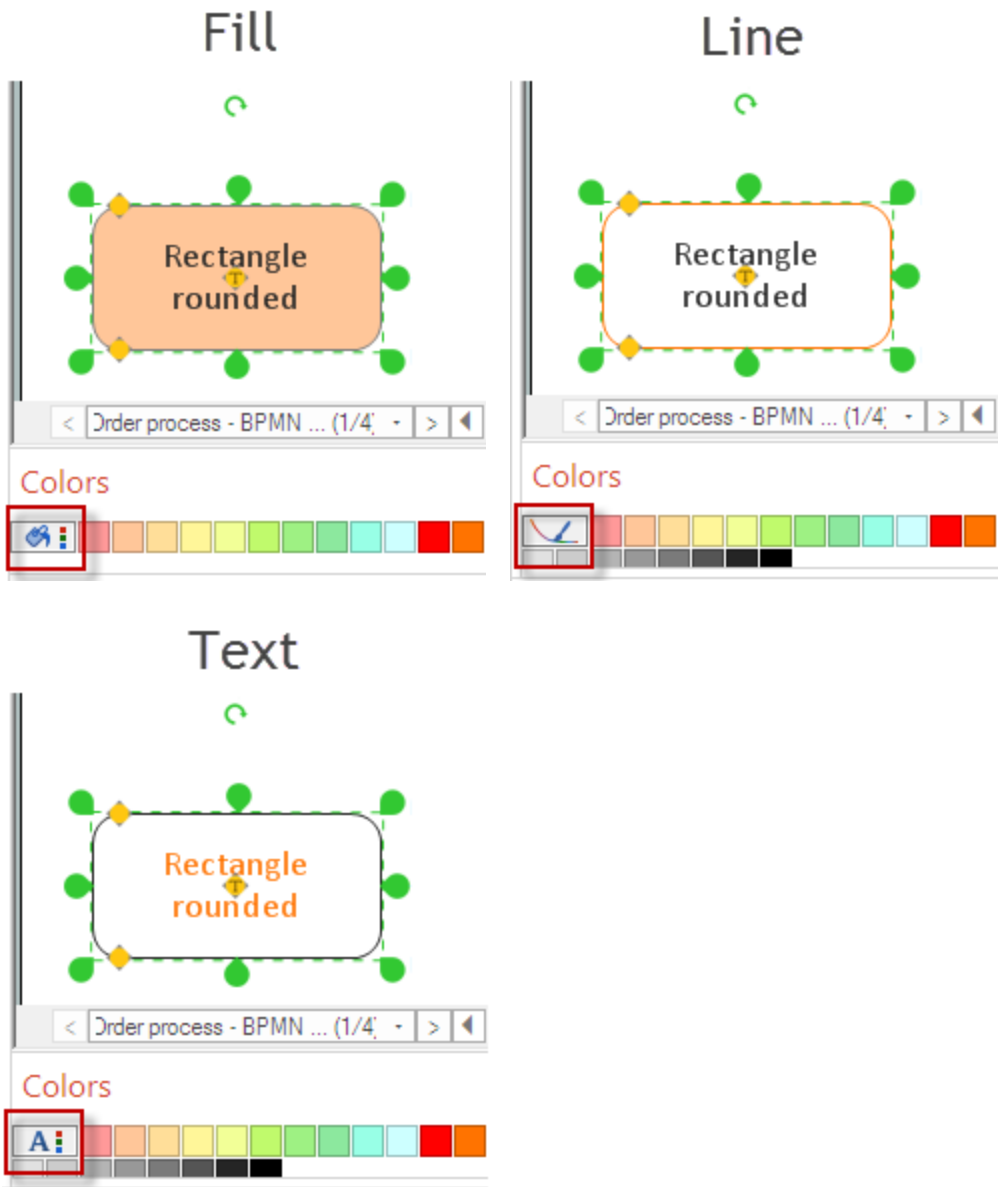 Fill
Line
Rectangle
rounded
Rectangle
rounded
< Order process - BPMN ... (1/4) >
< Order process - BPMN ... (1/4) >
Colors
Colors
Text
Rectangle
rounded
< Order process - BPMN ... (1/4) >
Colors
A